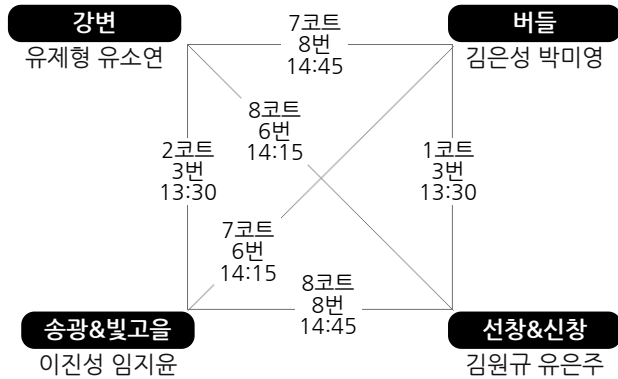 강변
유제형 유소연
7코트
8번
14:45
버들
김은성 박미영
8코트
6번
14:15
2코트
3번
13:30
1코트
3번
13:30
7코트
6번
14:15
8코트
8번
14:45
송광&빛고을
이진성 임지윤
선창&신창
김원규 유은주